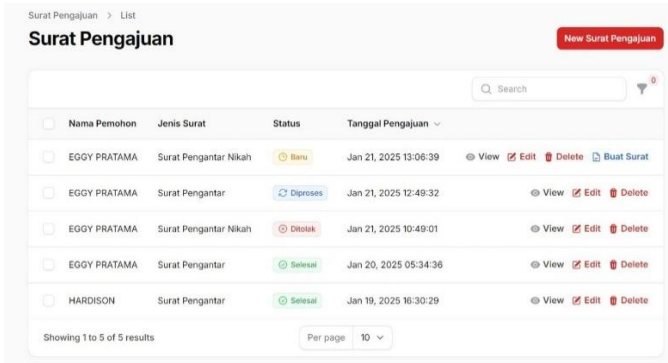 Surat Pengajuan > List
Surat Pengajuan
New Surat Pengajuan
Search
0
Nama Pemohon Jenis Surat Status Tanggal Pengajuan
EGGY PRATAMA Surat Pengantar Nikah Baru Jan 21, 2025 13:06:39 View Edit Delete Buat Surat
EGGY PRATAMA Surat Pengantar Diproses Jan 21, 2025 12:49:32 View Edit Delete
EGGY PRATAMA Surat Pengantar Nikah Ditolak Jan 21, 2025 10:49:01 View Edit Delete
EGGY PRATAMA Surat Pengantar Selesai Jan 20, 2025 05:34:36 View Edit Delete
HARDISON Surat Pengantar Selesai Jan 19, 2025 16:30:29 View Edit Delete
Showing 1 to 5 of 5 results Per page 10